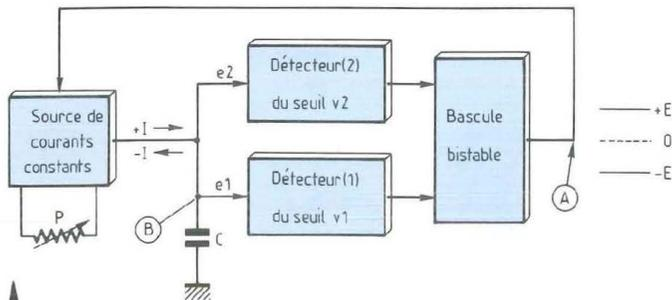 Source de
courants
constants
P
+I
-I
e2
e1
B
C
Détecteur(2)
du seuil v2
Détecteur(1)
du seuil v1
Bascule
bistable
A
+E
0
-E